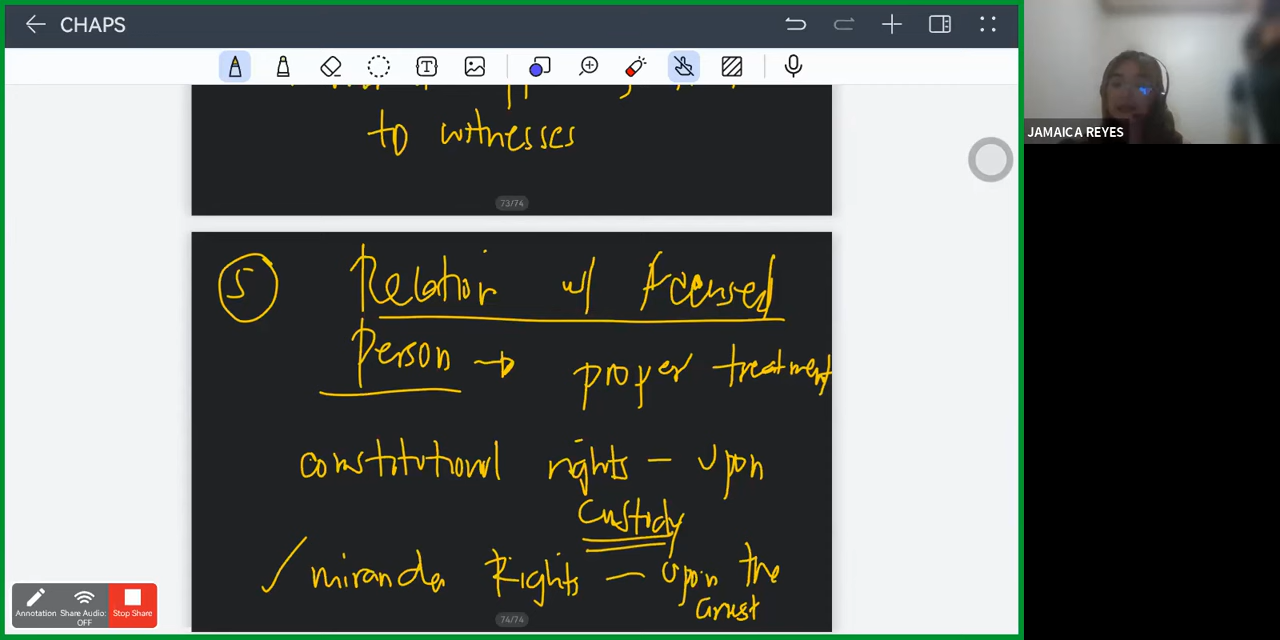 CHAPS
JAMAICA REYES
to witnesses
73/74
5 Relation w/ Accused
person → proper treatment
constitutional rights — upon
custody
✓ miranda Rights — upon the
arrest
74/74
Annotation
Share Audio:
OFF
Stop Share